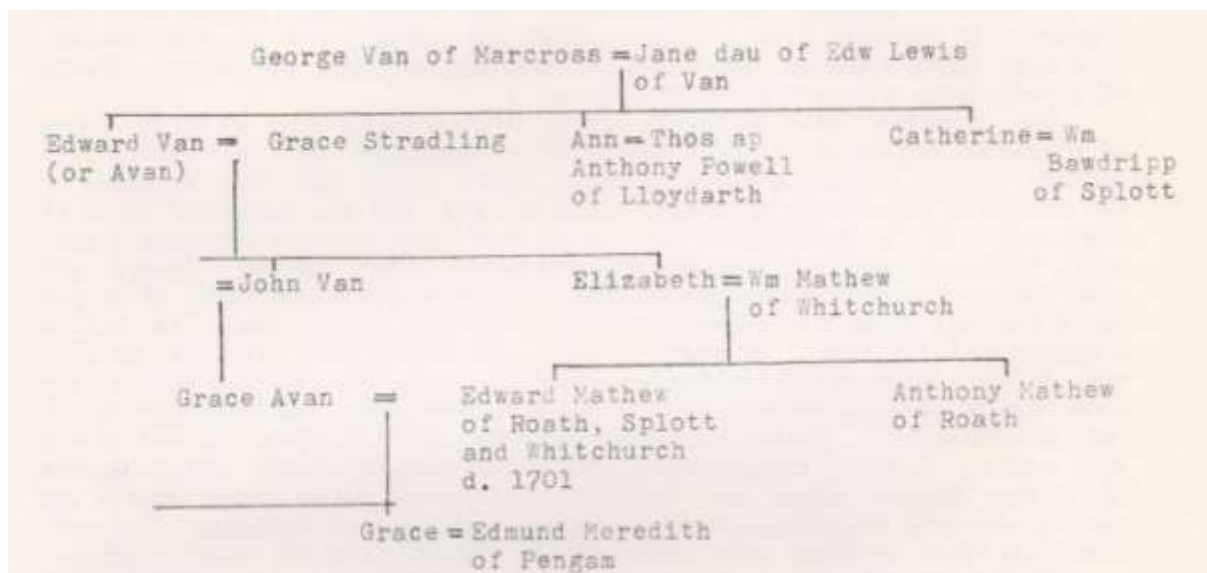 George Van of Marcross = Jane dau of Edw Lewis
of Van
Edward Van = Grace Stradling Ann = Thos ap Catherine = Wm
(or Avan) Anthony Powell Bawdripp
of Lloydarth of Splott
=John Van Elizabeth = Wm Mathew
of Whitchurch
Grace Avan = Edward Mathew Anthony Mathew
of Roath, Splott of Roath
and Whitchurch
d. 1701
Grace = Edmund Meredith
of Pengam